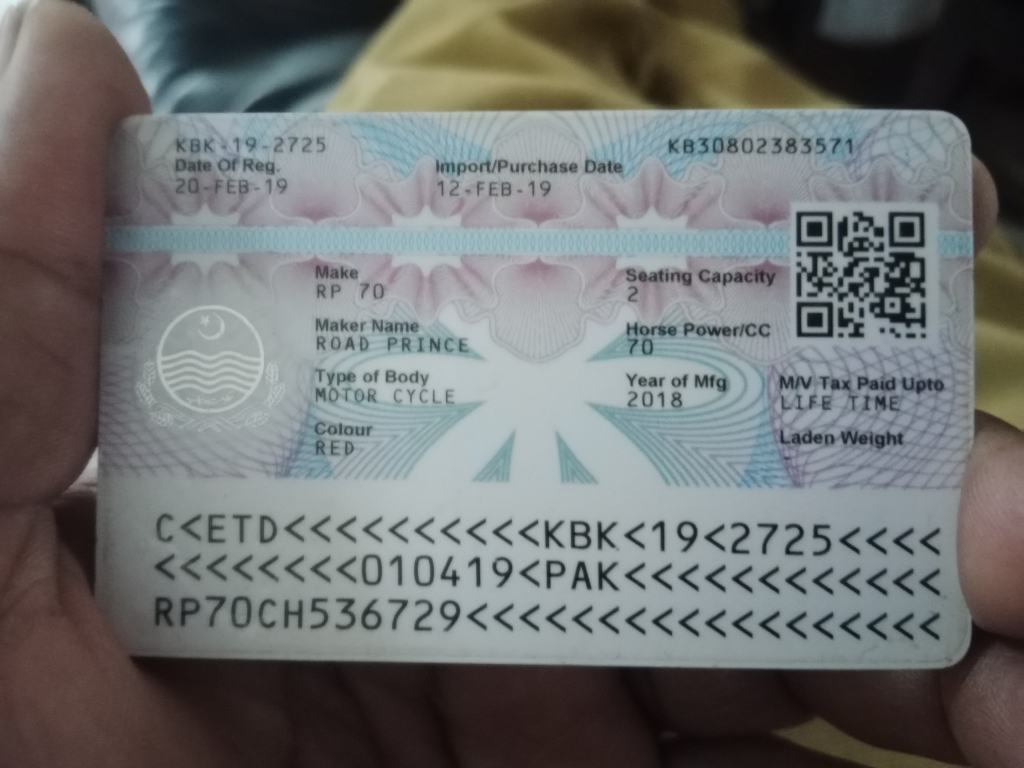 KBK-19-2725
KB30802383571
Date Of Reg.
Import/Purchase Date
20-FEB-19
12-FEB-19
Make
Seating Capacity
RP 70
2
Maker Name
Horse Power/CC
ROAD PRINCE
70
Type of Body
Year of Mfg
M/V Tax Paid Upto
MOTOR CYCLE
2018
LIFE TIME
Colour
Laden Weight
RED
C<ETD<<<<<<<<<<KBK<19<2725<<<<
<<<<<<<<010419<PAK<<<<<<<<<<<<
RP70CH536729<<<<<<<<<<<<<<<<<<